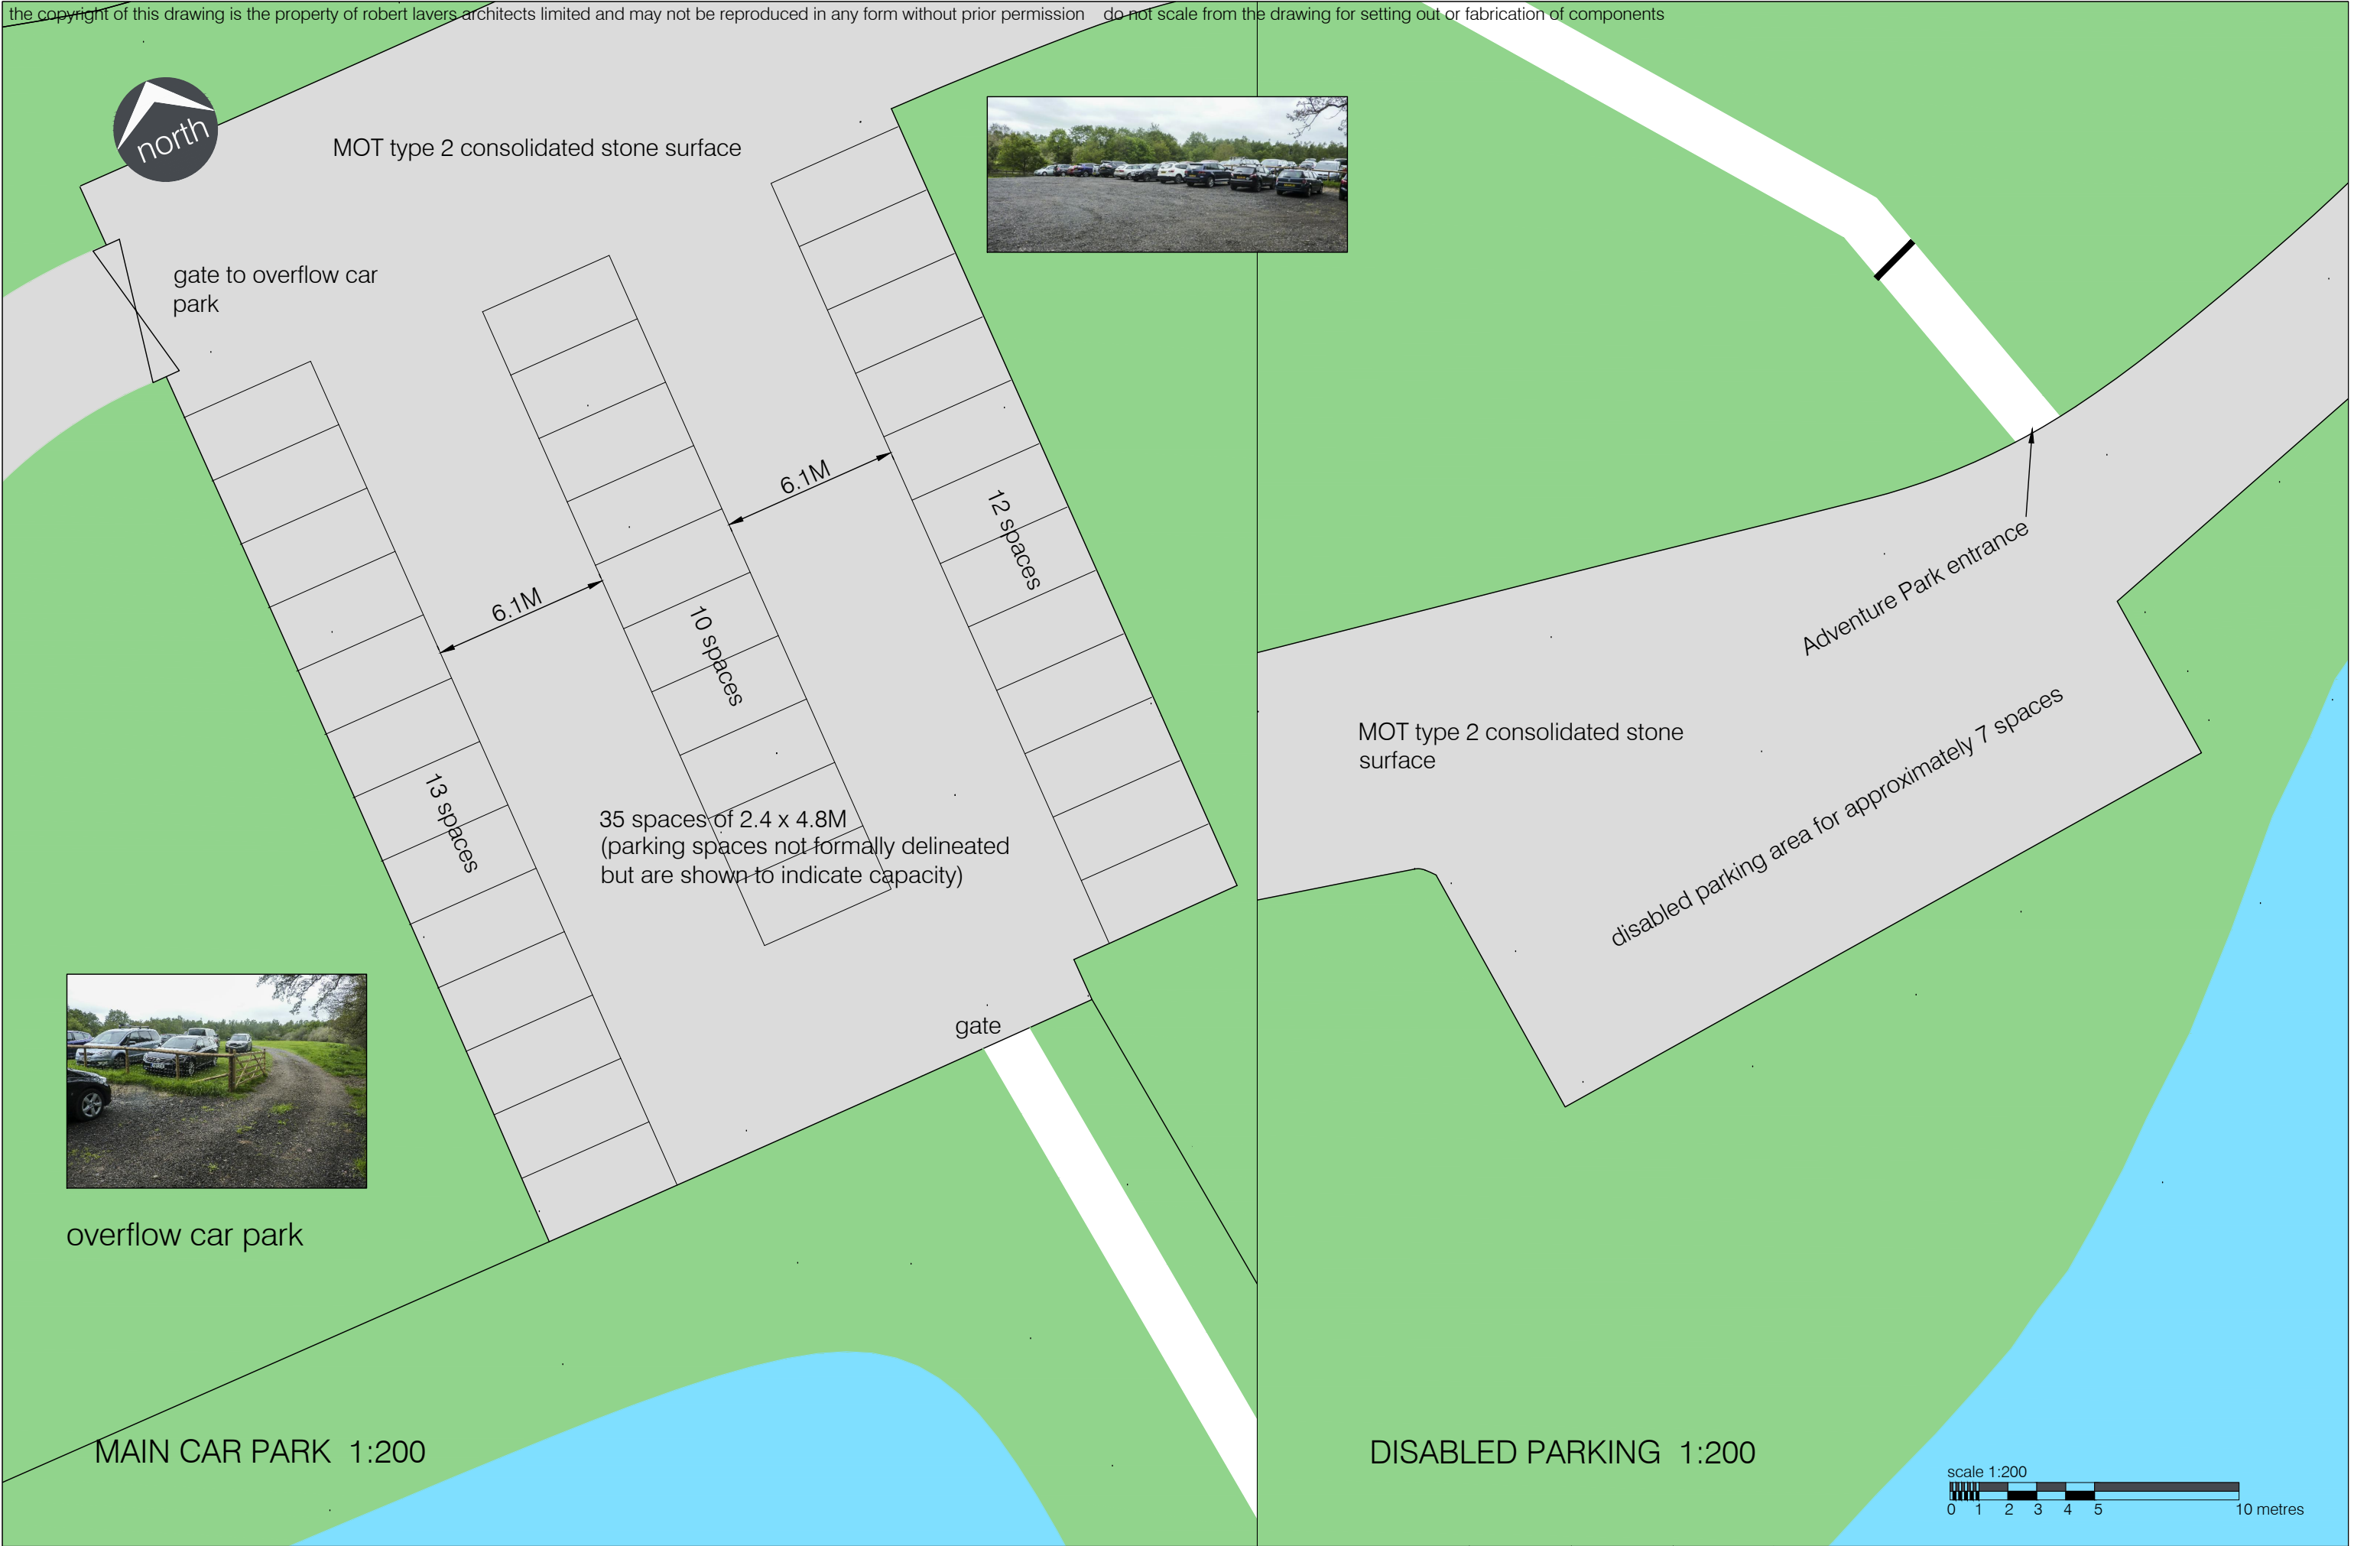 the copyright of this drawing is the property of robert lavers architects limited and may not be reproduced in any form without prior permission    do not scale from the drawing for setting out or fabrication of components
north
MOT type 2 consolidated stone surface
gate to overflow car
park
6.1M
6.1M
12 spaces
10 spaces
13 spaces
35 spaces of 2.4 x 4.8M
(parking spaces not formally delineated
but are shown to indicate capacity)
gate
overflow car park
MAIN CAR PARK 1:200
Adventure Park entrance
MOT type 2 consolidated stone
surface
disabled parking area for approximately 7 spaces
DISABLED PARKING 1:200
scale 1:200
0 1 2 3 4 5 10 metres